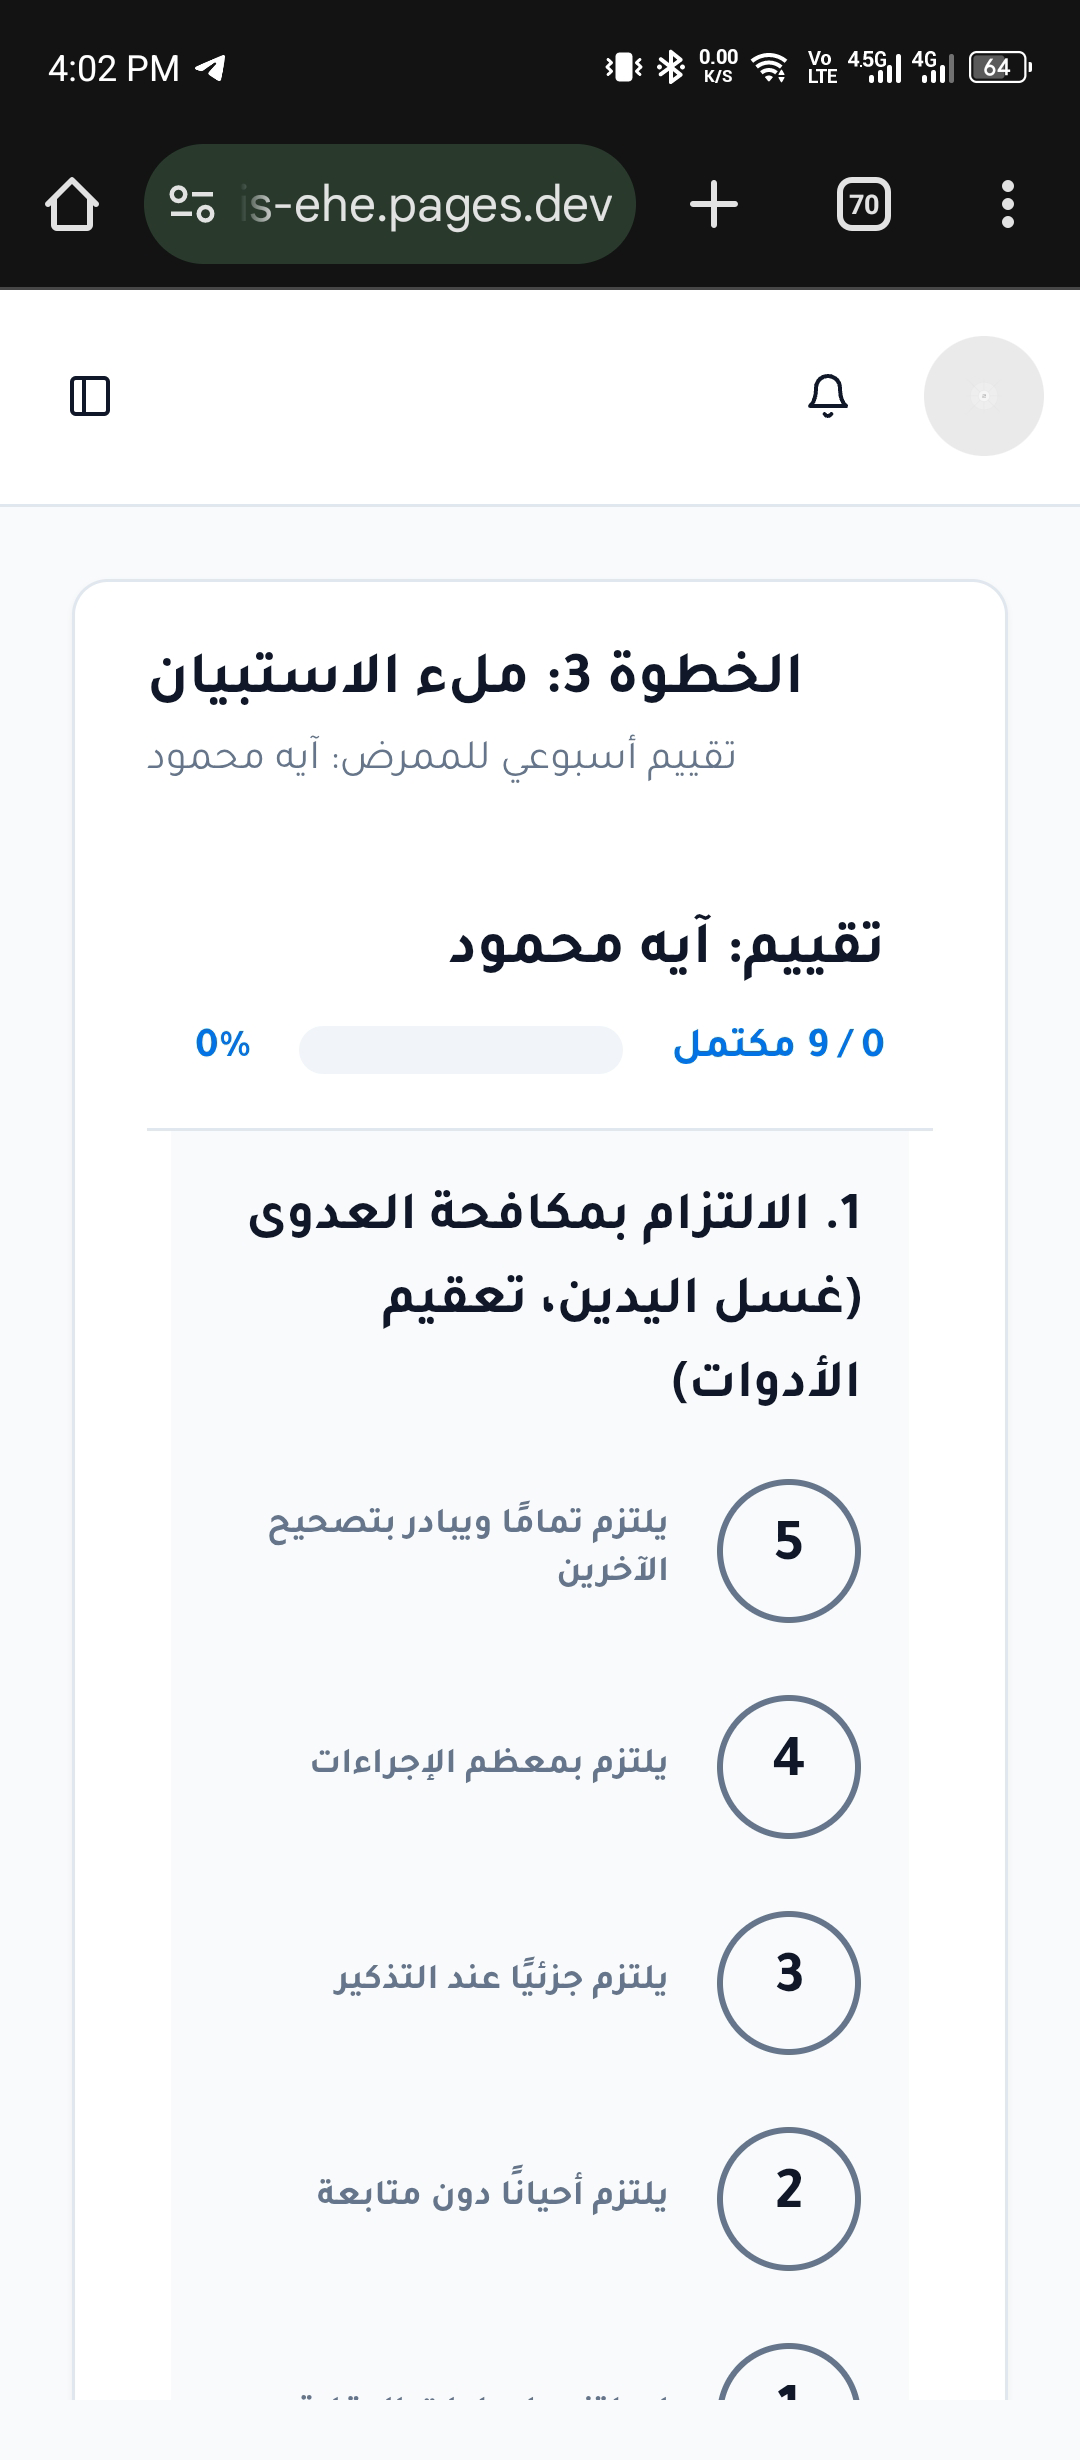 4:02 PM
0.00 K/S
Vo LTE
4.5G
4G
64
is-ehe.pages.dev
70
الخطوة 3: ملء الاستبيان
تقييم أسبوعي للممرض: آيه محمود
تقييم: آيه محمود
0 / 9 مكتمل
0%
1. الالتزام بمكافحة العدوى
(غسل اليدين، تعقيم
الأدوات)
5
يلتزم تمامًا ويبادر بتصحيح
الآخرين
4
يلتزم بمعظم الإجراءات
3
يلتزم جزئيًا عند التذكير
2
يلتزم أحيانًا دون متابعة
1